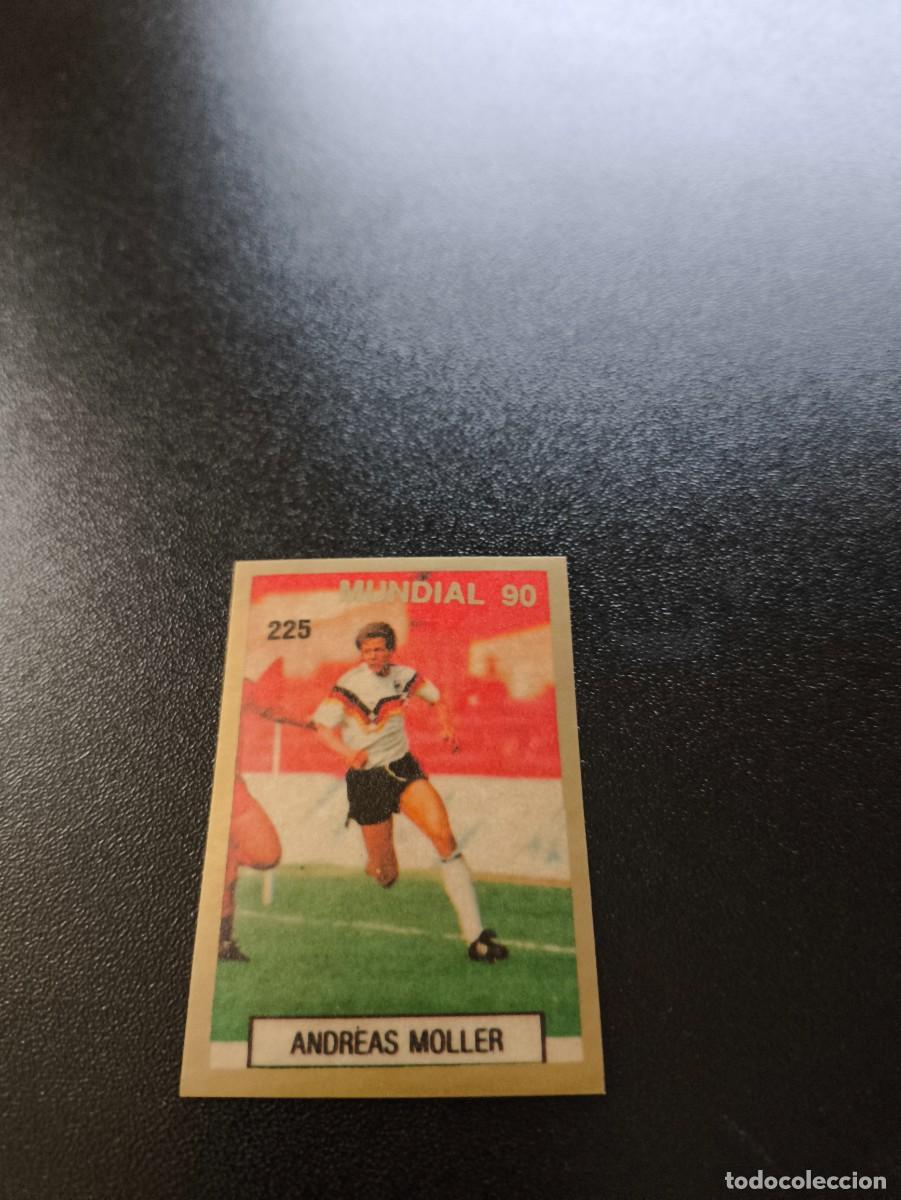 MUNDIAL 90
225
ANDREAS MOLLER
todocoleccion